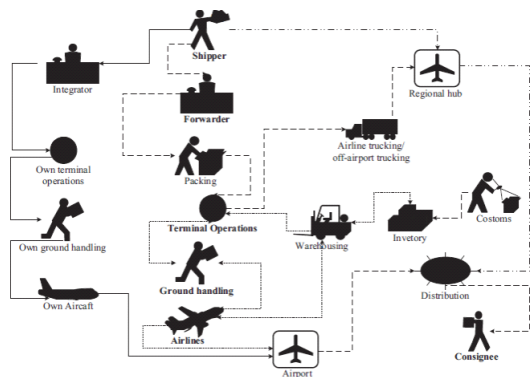 Shipper
Integrator
Regional hub
Forwarder
Airline trucking/
off-airport trucking
Own terminal
operations
Packing
Terminal Operations
Costoms
Own ground handling
Warehousing
Invetory
Ground handling
Own Aircaft
Distribution
Airlines
Consignee
Airport